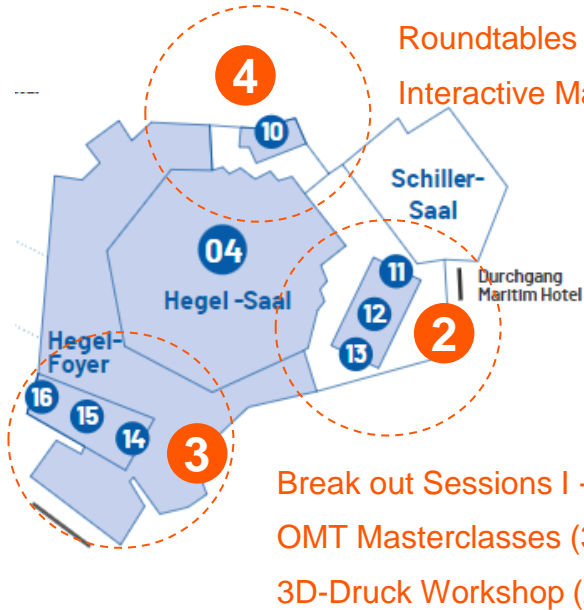 Roundtables
4
Interactive Ma
10
Schiller-
Saal
04
Hegel -Saal
11
Durchgang
Maritim Hotel
12
2
13
Hegel-
Foyer
16
15
14
3
Break out Sessions I -
OMT Masterclasses (3
3D-Druck Workshop (